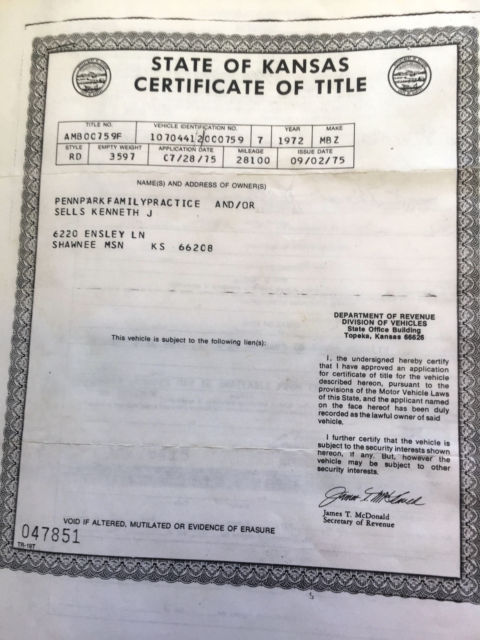 STATE OF KANSAS
CERTIFICATE OF TITLE
TITLE NO. VEHICLE IDENTIFICATION NO. YEAR MAKE
AMB0C759F 10704412000759 7 1972 MBZ
STYLE EMPTY WEIGHT APPLICATION DATE MILEAGE ISSUE DATE
RD 3597 C7/28/75 28100 09/02/75
NAME(S) AND ADDRESS OF OWNER(S)
PENNPARKFAMILYPRACTICE AND/OR
SELLS KENNETH J
6220 ENSLEY LN
SHAWNEE MSN KS 66208
DEPARTMENT OF REVENUE
DIVISION OF VEHICLES
State Office Building
Topeka, Kansas 66626
This vehicle is subject to the following lien(s):
I, the undersigned hereby certify
that I have approved an application
for certificate of title for the vehicle
described hereon, pursuant to the
provisions of the Motor Vehicle Laws
of this State, and the applicant named
on the face hereof has been duly
recorded as the lawful owner of said
vehicle.
I further certify that the vehicle is
subject to the security interests shown
hereon, if any. But, however the
vehicle may be subject to other
security interests.
James T. McDonald
James T. McDonald
Secretary of Revenue
VOID IF ALTERED, MUTILATED OR EVIDENCE OF ERASURE
047851
TR-19T